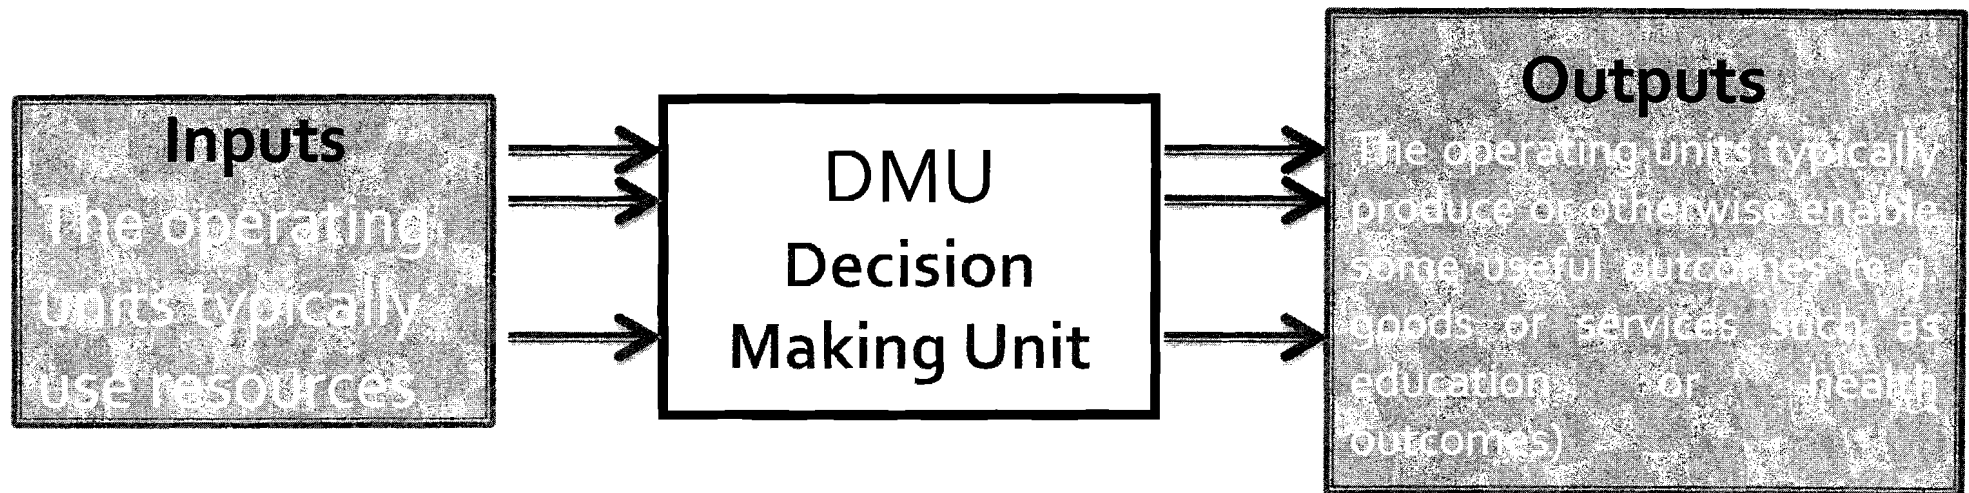 Inputs
The operating
units typically
use resources
DMU
Decision
Making Unit
Outputs
The operating units typically
produce or otherwise enable
some useful outcomes (e.g.
goods or services such as
education or health
outcomes)